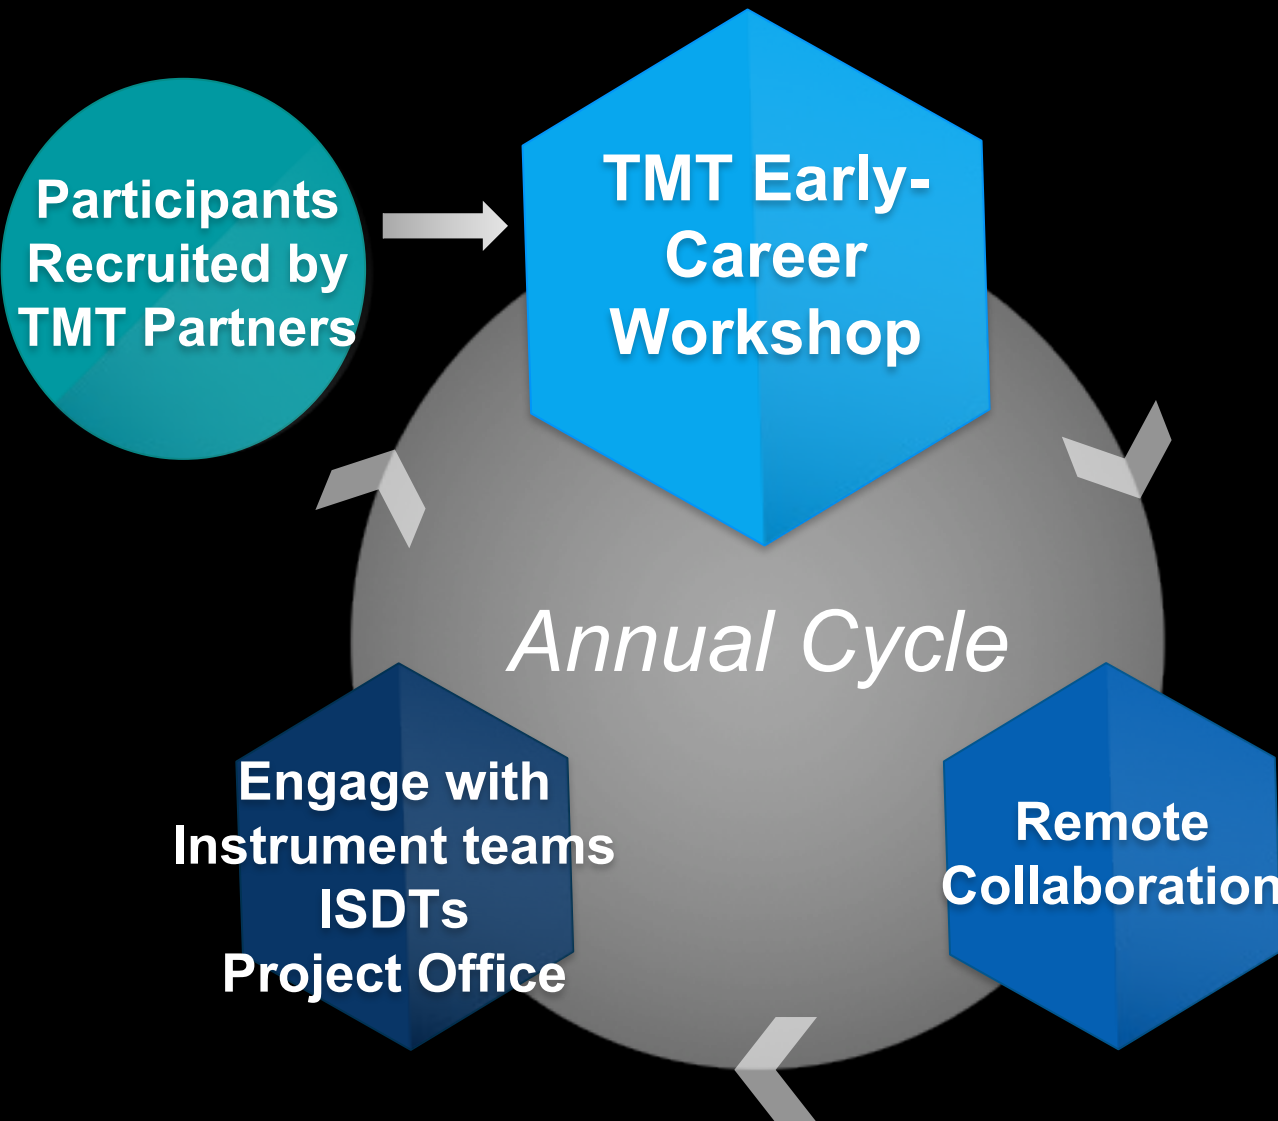 Participants
Recruited by
TMT Partners
TMT Early-
Career
Workshop
Annual Cycle
Engage with
Instrument teams
ISDTs
Project Office
Remote
Collaboration